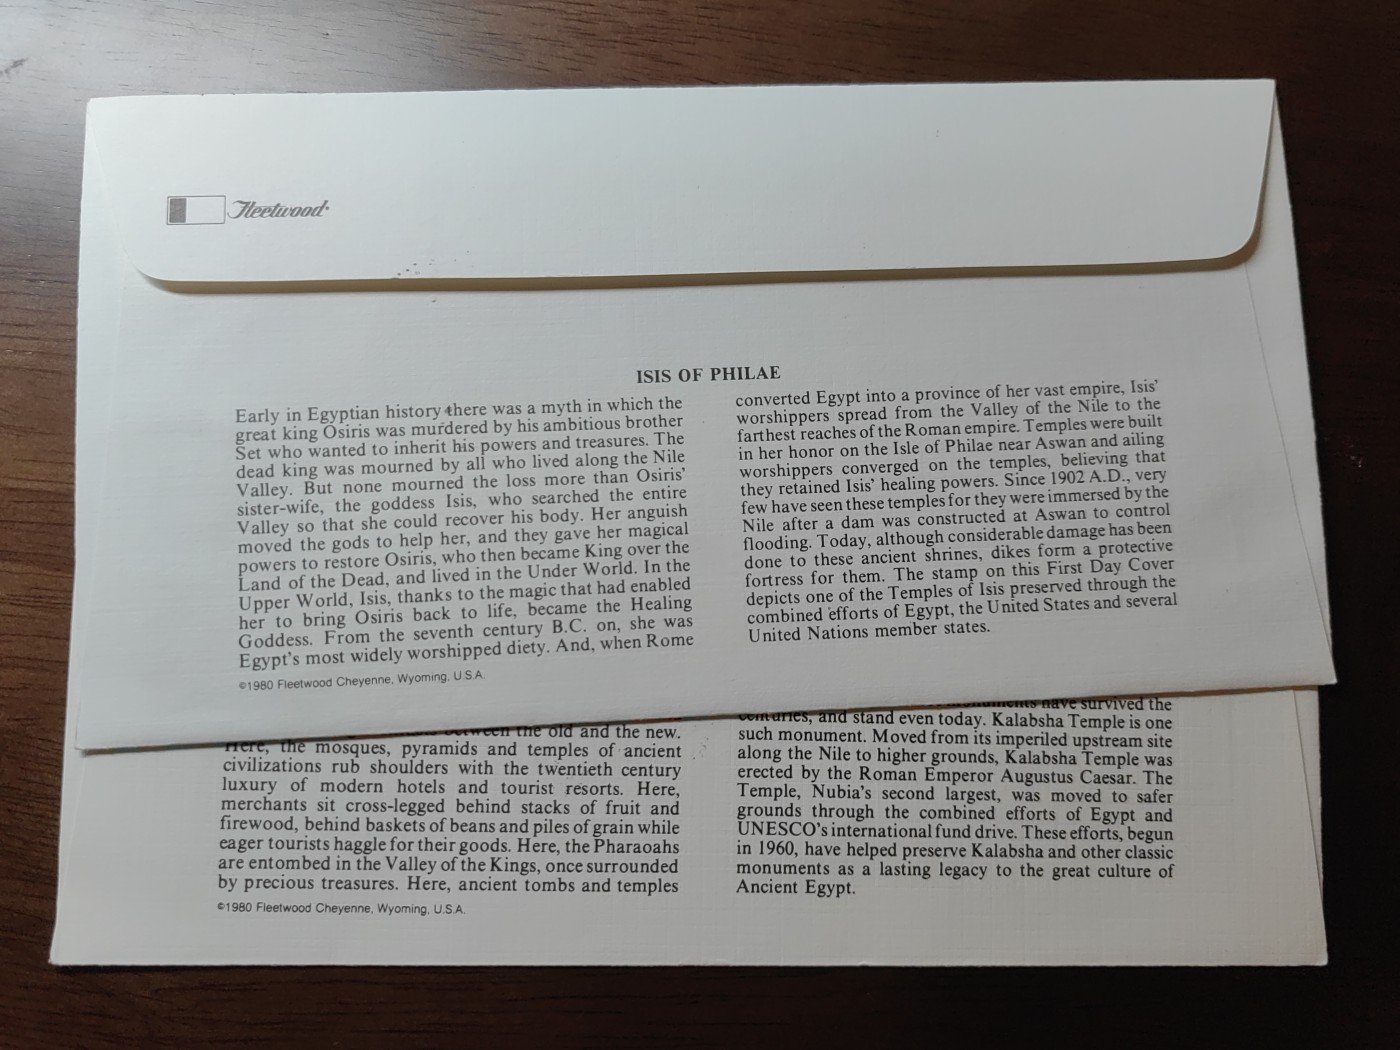 Fleetwood
ISIS OF PHILAE
Early in Egyptian history there was a myth in which the
great king Osiris was murdered by his ambitious brother
Set who wanted to inherit his powers and treasures. The
dead king was mourned by all who lived along the Nile
Valley. But none mourned the loss more than Osiris'
sister-wife, the goddess Isis, who searched the entire
Valley so that she could recover his body. Her anguish
moved the gods to help her, and they gave her magical
powers to restore Osiris, who then became King over the
Land of the Dead, and lived in the Under World. In the
Upper World, Isis, thanks to the magic that had enabled
her to bring Osiris back to life, became the Healing
Goddess. From the seventh century B.C. on, she was
Egypt's most widely worshipped diety. And, when Rome
©1980 Fleetwood Cheyenne, Wyoming, U.S.A.
converted Egypt into a province of her vast empire, Isis'
worshippers spread from the Valley of the Nile to the
farthest reaches of the Roman empire. Temples were built
in her honor on the Isle of Philae near Aswan and ailing
worshippers converged on the temples, believing that
they retained Isis' healing powers. Since 1902 A.D., very
few have seen these temples for they were immersed by the
Nile after a dam was constructed at Aswan to control
flooding. Today, although considerable damage has been
done to these ancient shrines, dikes form a protective
fortress for them. The stamp on this First Day Cover
depicts one of the Temples of Isis preserved through the
combined efforts of Egypt, the United States and several
United Nations member states.
between the old and the new.
Here, the mosques, pyramids and temples of ancient
civilizations rub shoulders with the twentieth century
luxury of modern hotels and tourist resorts. Here,
merchants sit cross-legged behind stacks of fruit and
firewood, behind baskets of beans and piles of grain while
eager tourists haggle for their goods. Here, the Pharaoahs
are entombed in the Valley of the Kings, once surrounded
by precious treasures. Here, ancient tombs and temples
©1980 Fleetwood Cheyenne, Wyoming, U.S.A.
monuments have survived the
centuries, and stand even today. Kalabsha Temple is one
such monument. Moved from its imperiled upstream site
along the Nile to higher grounds, Kalabsha Temple was
erected by the Roman Emperor Augustus Caesar. The
Temple, Nubia's second largest, was moved to safer
grounds through the combined efforts of Egypt and
UNESCO's international fund drive. These efforts, begun
in 1960, have helped preserve Kalabsha and other classic
monuments as a lasting legacy to the great culture of
Ancient Egypt.